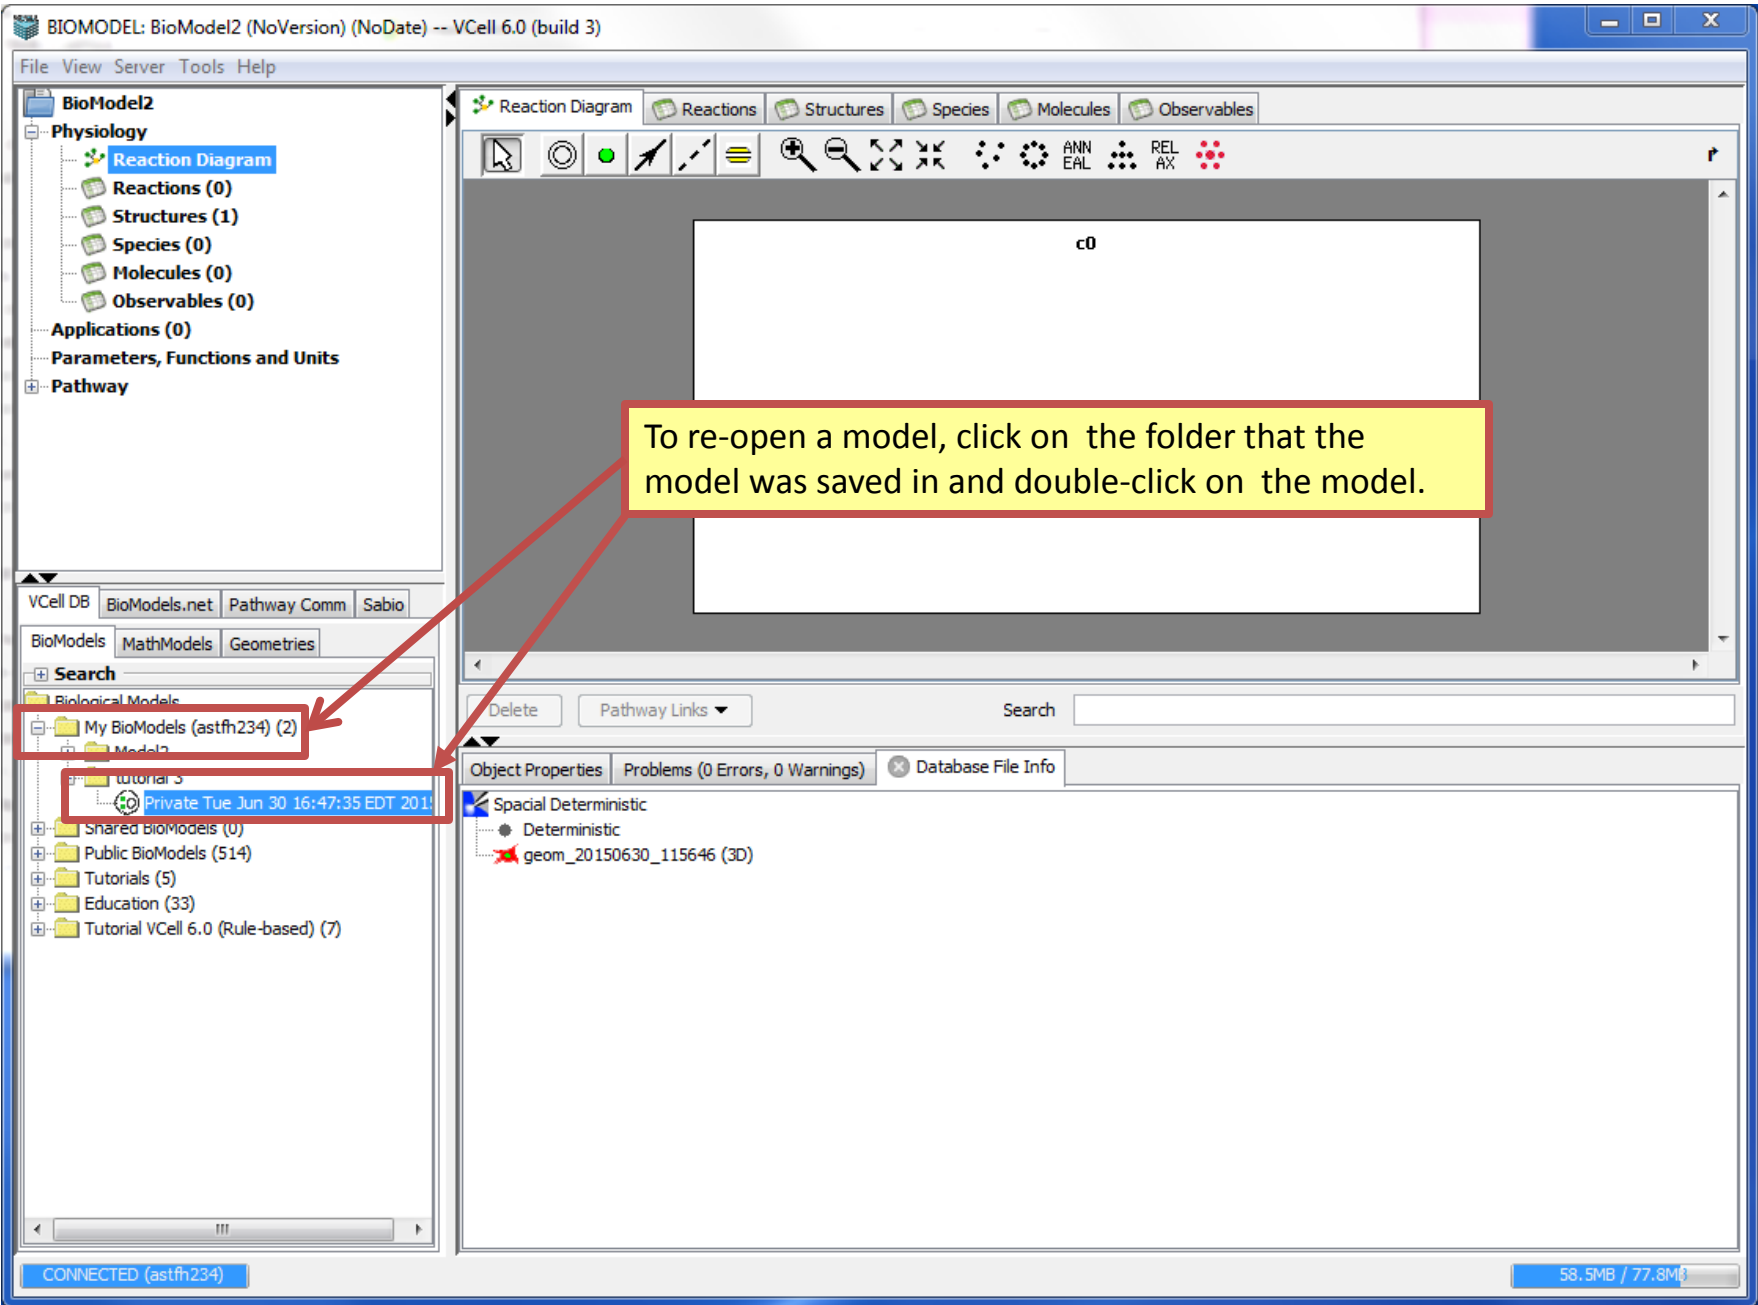 BIOMODEL: BioModel2 (NoVersion) (NoDate) -- VCell 6.0 (build 3)
File View Server Tools Help
BioModel2
Physiology
Reaction Diagram
Reactions (0)
Structures (1)
Species (0)
Molecules (0)
Observables (0)
Applications (0)
Parameters, Functions and Units
Pathway
Reaction Diagram Reactions Structures Species Molecules Observables
ANN EAL REL AX
c0
To re-open a model, click on the folder that the
model was saved in and double-click on the model.
VCell DB BioModels.net Pathway Comm Sabio
BioModels MathModels Geometries
Search
Biological Models
My BioModels (astfh234) (2)
Model2
tutorial 3
Private Tue Jun 30 16:47:35 EDT 201
Shared BioModels (0)
Public BioModels (514)
Tutorials (5)
Education (33)
Tutorial VCell 6.0 (Rule-based) (7)
Delete Pathway Links Search
Object Properties Problems (0 Errors, 0 Warnings) Database File Info
Spacial Deterministic
Deterministic
geom_20150630_115646 (3D)
CONNECTED (astfh234)
58.5MB / 77.8MB